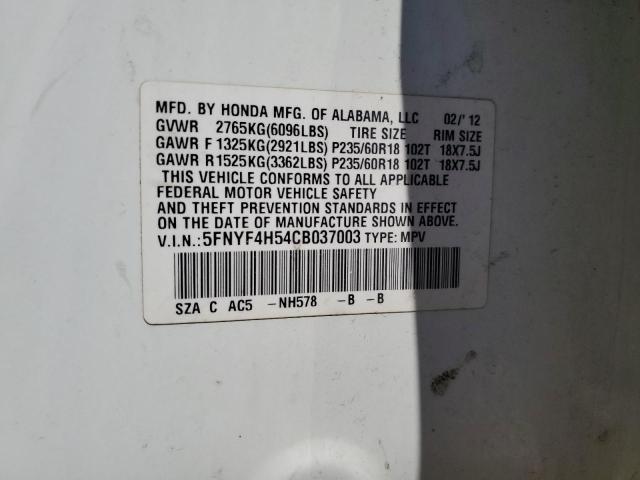 MFD. BY HONDA MFG. OF ALABAMA, LLC 02/'12
GVWR 2765KG(6096LBS) TIRE SIZE RIM SIZE
GAWR F 1325KG(2921LBS) P235/60R18 102T 18X7.5J
GAWR R 1525KG(3362LBS) P235/60R18 102T 18X7.5J
THIS VEHICLE CONFORMS TO ALL APPLICABLE
FEDERAL MOTOR VEHICLE SAFETY
AND THEFT PREVENTION STANDARDS IN EFFECT
ON THE DATE OF MANUFACTURE SHOWN ABOVE.
V.I.N.:5FNYF4H54CB037003 TYPE: MPV
SZA C AC5 -NH578 -B -B